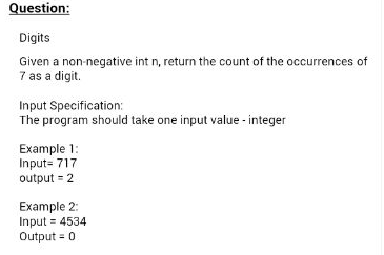 Question:
Digits
Given a non-negative int n, return the count of the occurrences of
7 as a digit.
Input Specification:
The program should take one input value - integer
Example 1:
Input= 717
output = 2
Example 2:
Input = 4534
Output = 0